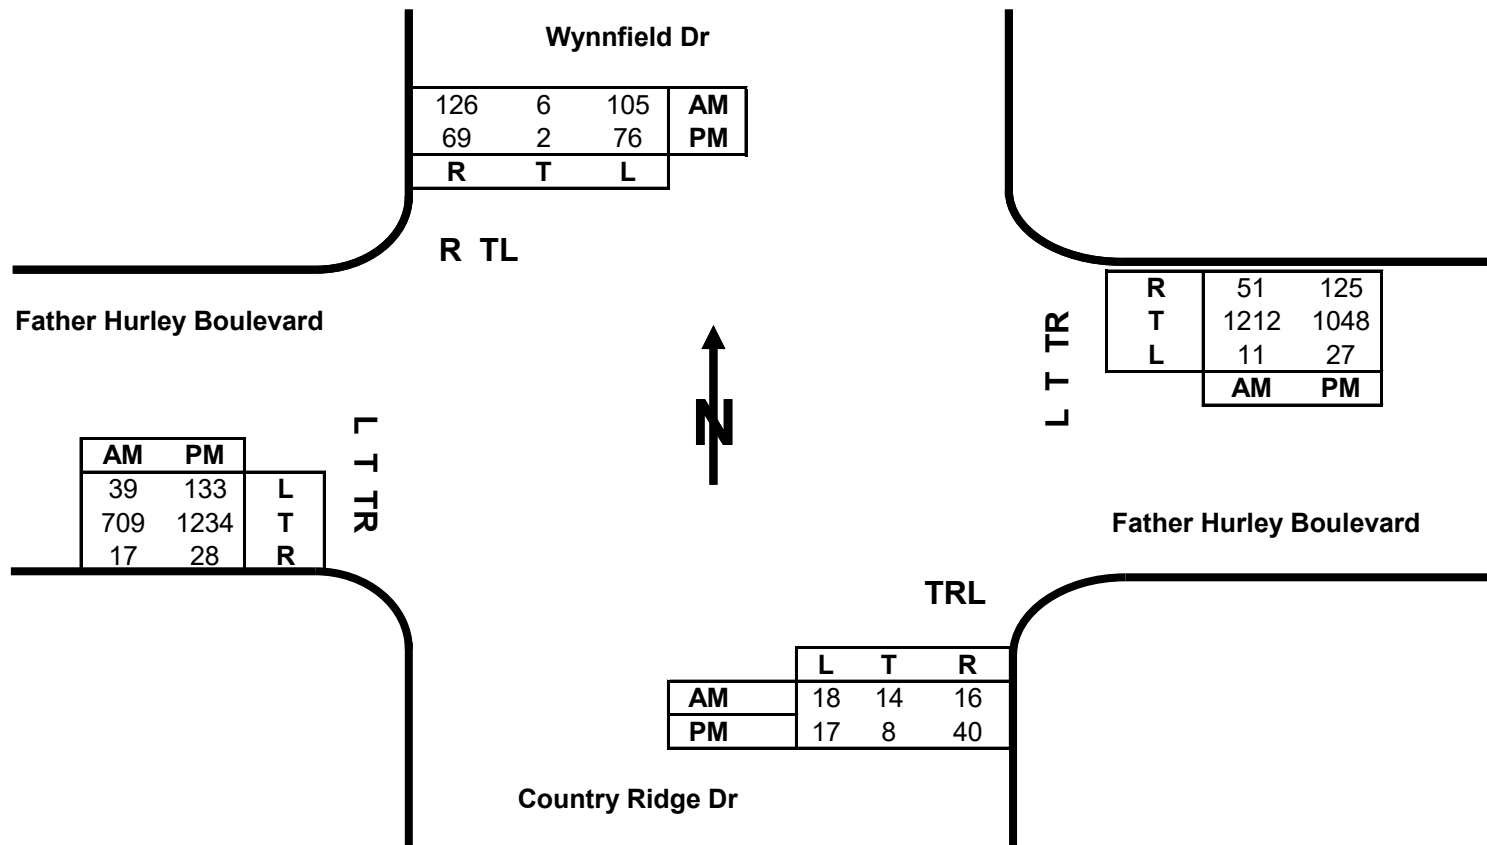 Wynnfield Dr
126 6 105 AM
69 2 76 PM
R T L
R TL
Father Hurley Boulevard
R 51 125
T 1212 1048
L 11 27
AM PM
L T TR
N
L T TR
AM PM
39 133 L
709 1234 T
17 28 R
Father Hurley Boulevard
TRL
L T R
AM 18 14 16
PM 17 8 40
Country Ridge Dr